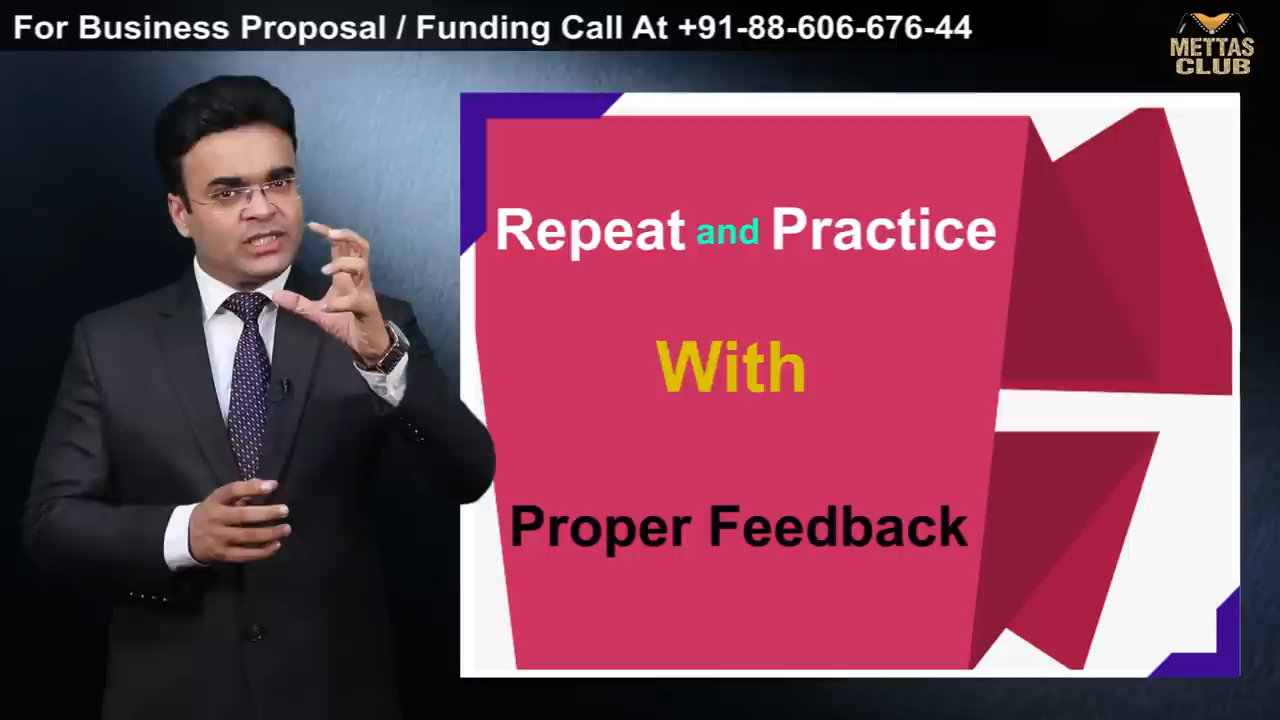 For Business Proposal / Funding Call At +91-88-606-676-44
METTAS
CLUB
Repeat and Practice
With
Proper Feedback